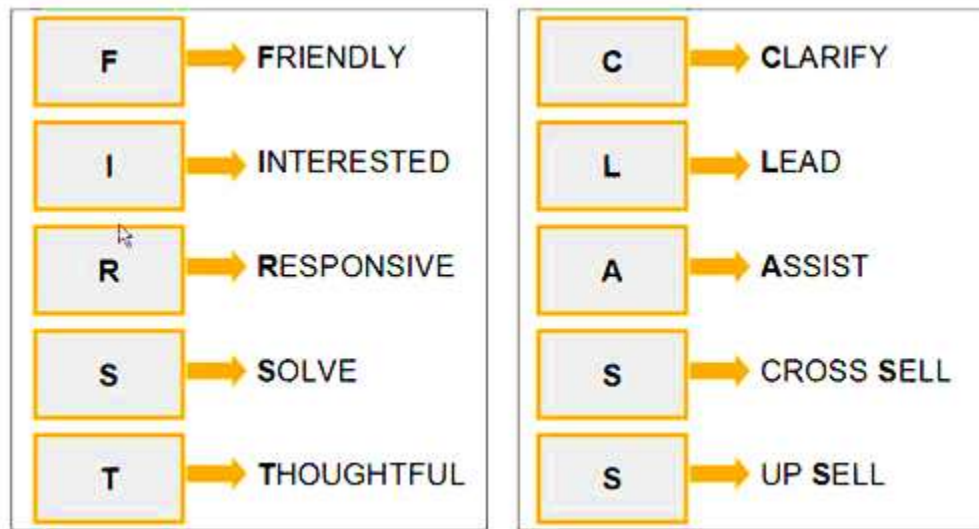 F FRIENDLY
I INTERESTED
R RESPONSIVE
S SOLVE
T THOUGHTFUL
C CLARIFY
L LEAD
A ASSIST
S CROSS SELL
S UP SELL